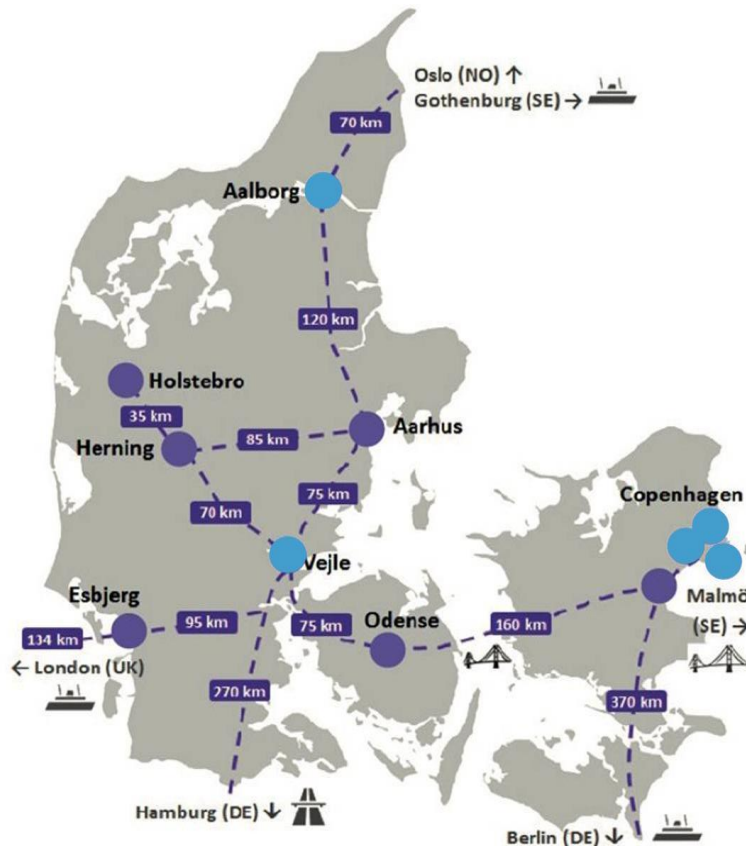 Oslo (NO) ↑
Gothenburg (SE) →
70 km
Aalborg
120 km
Holstebro
35 km
Aarhus
85 km
Herning
75 km
Copenhagen
70 km
Vejle
Esbjerg
Malmö
(SE) →
95 km
75 km
Odense
160 km
134 km
← London (UK)
270 km
370 km
Hamburg (DE) ↓
Berlin (DE) ↓